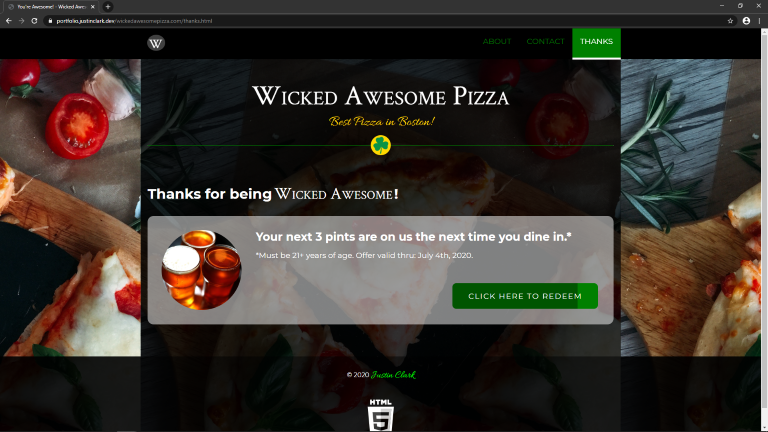 You're Awesome! - Wicked Awe
portfolio.justinclark.dev/wickedawesomepizza.com/thanks.html
W
ABOUT CONTACT THANKS
Wicked Awesome Pizza
Best Pizza in Boston!
Thanks for being Wicked Awesome!
Your next 3 pints are on us the next time you dine in.*
*Must be 21+ years of age. Offer valid thru: July 4th, 2020.
CLICK HERE TO REDEEM
© 2020 Justin Clark
HTML
5